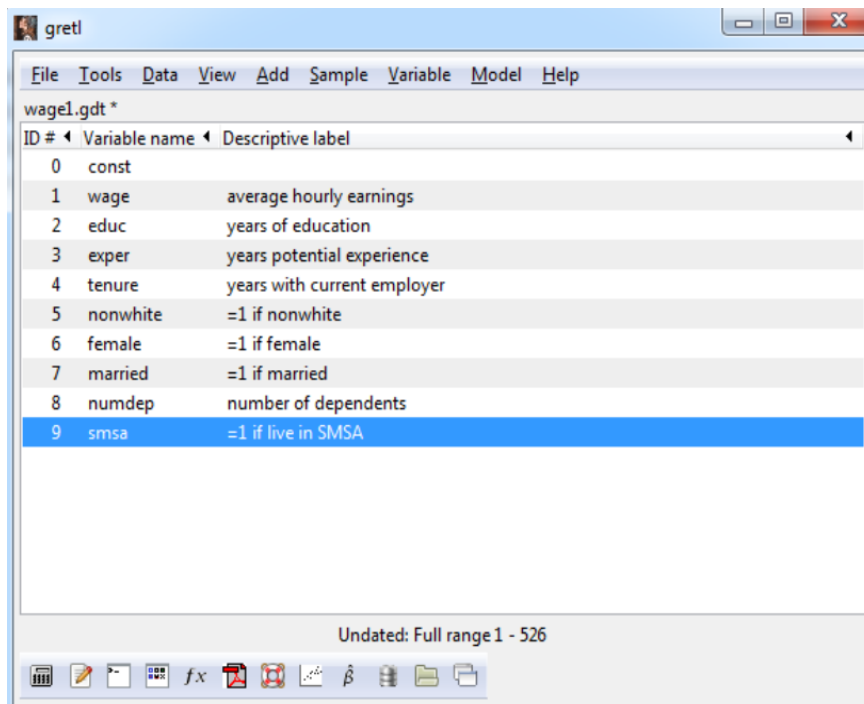 gretl
File Tools Data View Add Sample Variable Model Help
wage1.gdt *
ID # Variable name Descriptive label
0 const
1 wage average hourly earnings
2 educ years of education
3 exper years potential experience
4 tenure years with current employer
5 nonwhite =1 if nonwhite
6 female =1 if female
7 married =1 if married
8 numdep number of dependents
9 smsa =1 if live in SMSA
Undated: Full range 1 - 526
fx β̂